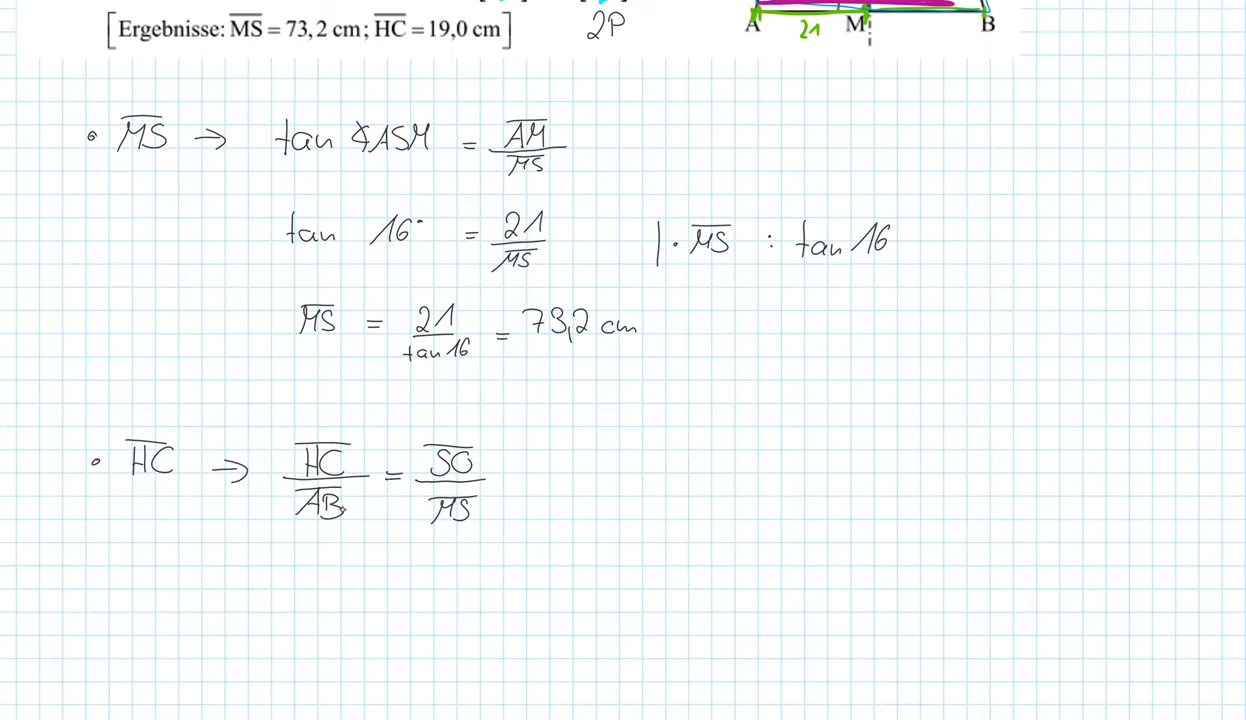 [Ergebnisse: MS = 73,2 cm; HC = 19,0 cm] 2P
A 21 M B
• MS → tan ∢ASM = AM / MS
tan 16° = 21 / MS | · MS : tan 16
MS = 21 / tan 16 = 73,2 cm
• HC → HC / AB = SO / MS